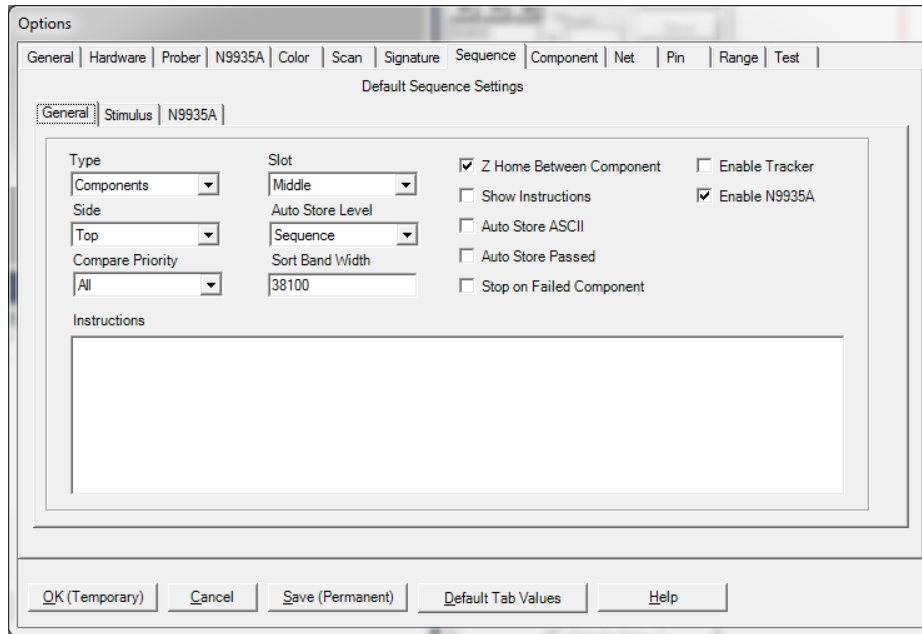 Options
General Hardware Prober N9935A Color Scan Signature Sequence Component Net Pin Range Test
Default Sequence Settings
General Stimulus N9935A
Type
Components
Side
Top
Compare Priority
All
Slot
Middle
Auto Store Level
Sequence
Sort Band Width
38100
Z Home Between Component
Show Instructions
Auto Store ASCII
Auto Store Passed
Stop on Failed Component
Enable Tracker
Enable N9935A
Instructions
OK (Temporary) Cancel Save (Permanent) Default Tab Values Help